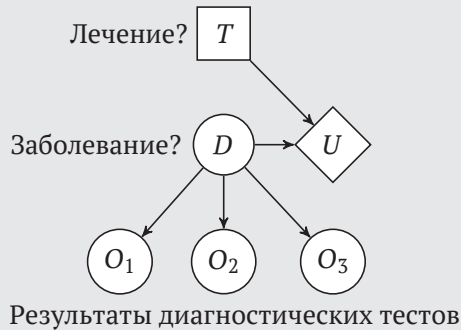 Лечение? T
Заболевание? D U
O1 O2 O3
Результаты диагностических тестов